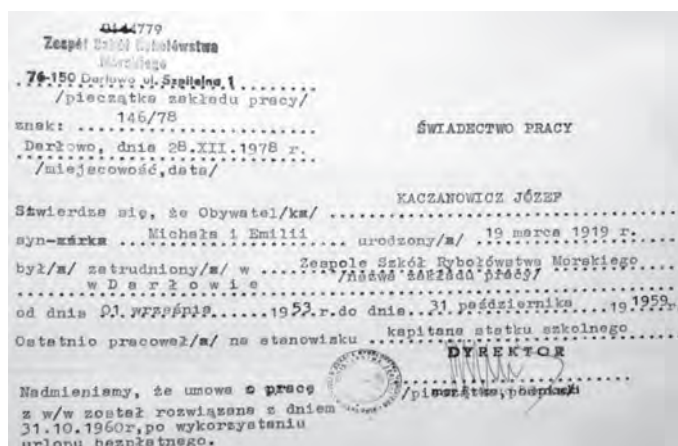 0144779
Zespół Szkół Rybołówstwa
Morskiego
76-150 Darłowo ul. Szpitalna 1
/pieczątka zakładu pracy/
znak: 146/78
ŚWIADECTWO PRACY
Darłowo, dnia 28.XII.1978 r.
/miejscowość,data/
KACZANOWICZ JÓZEF
Stwierdza się, że Obywatel/ka/
syn-córka Michała i Emilii urodzony/a/ 19 marca 1919 r.
był/a/ zatrudniony/a/ w Zespole Szkół Rybołówstwa Morskiego
w Darłowie /nazwa zakładu pracy/
od dnia 01 września 1953 r. do dnia 31 października 19 1959
Ostatnio pracował/a/ na stanowisku kapitana statku szkolnego
DYREKTOR
Nadmieniamy, że umowa o pracę /pieczątka, podpis/
z w/w został rozwiązana z dniem
31.10.1960r,po wykorzystaniu
urlopu bezpłatnego.